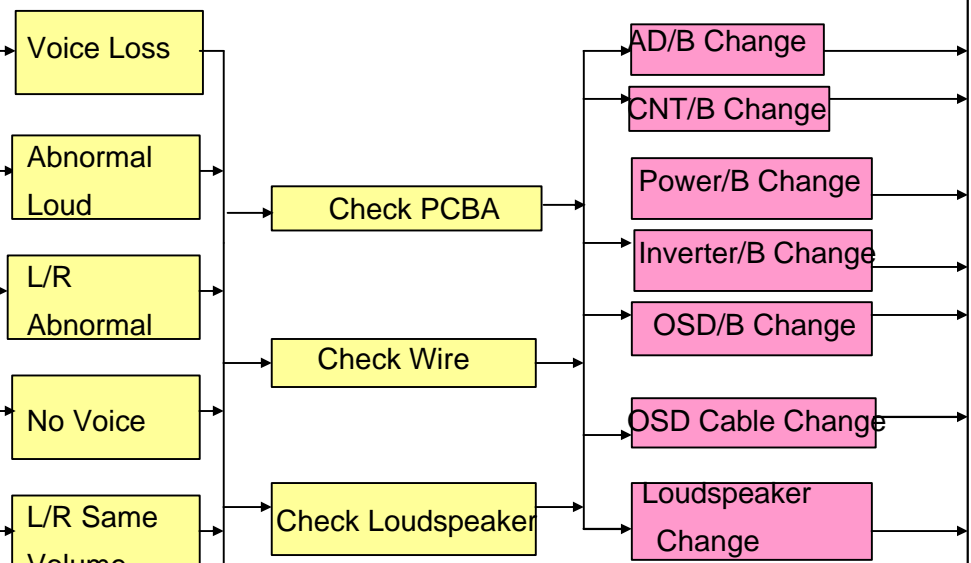 Voice Loss
Abnormal
Loud
L/R
Abnormal
No Voice
L/R Same
Volume
Check PCBA
Check Wire
Check Loudspeaker
AD/B Change
CNT/B Change
Power/B Change
Inverter/B Change
OSD/B Change
OSD Cable Change
Loudspeaker
Change